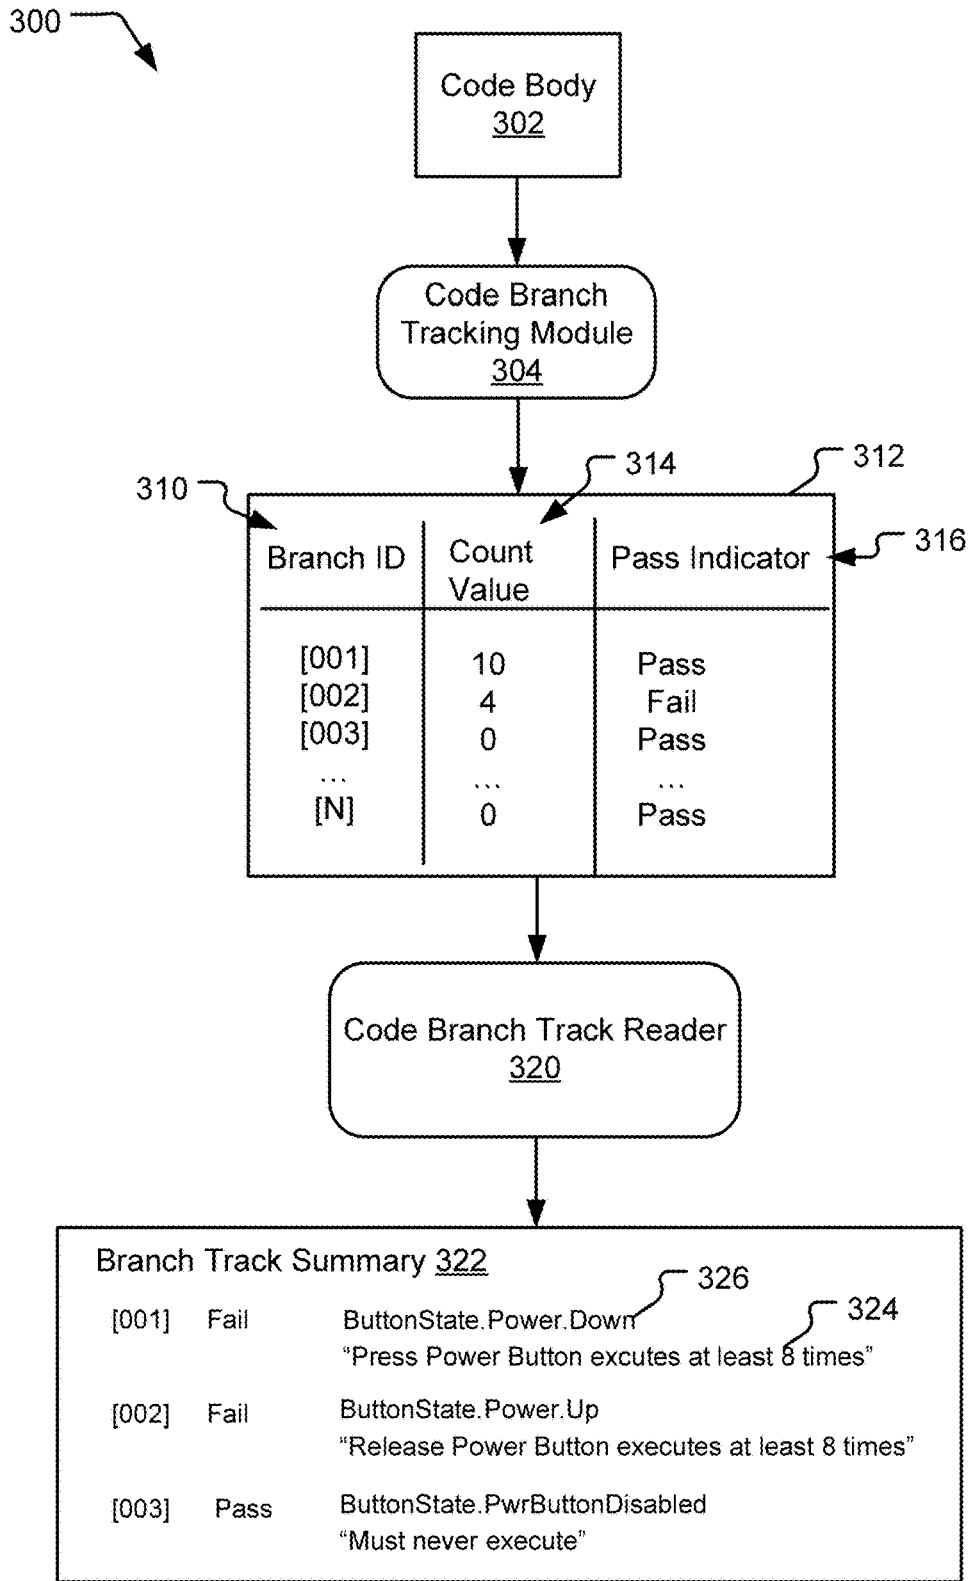 300
Code Body
302
Code Branch
Tracking Module
304
314
312
310
316
Branch ID
Count
Value
Pass Indicator
[001] 10 Pass
[002] 4 Fail
[003] 0 Pass
... ... ...
[N] 0 Pass
Code Branch Track Reader
320
Branch Track Summary 322
326
324
[001] Fail ButtonState.Power.Down
“Press Power Button excutes at least 8 times”
[002] Fail ButtonState.Power.Up
“Release Power Button executes at least 8 times”
[003] Pass ButtonState.PwrButtonDisabled
“Must never execute”